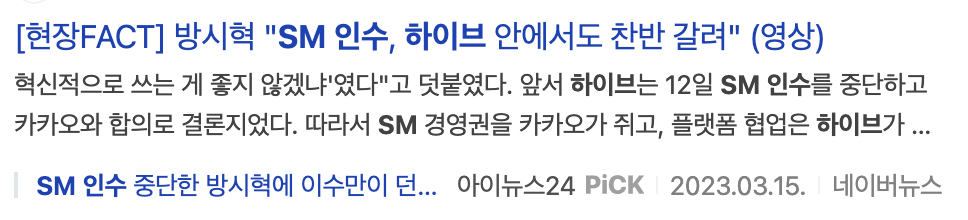 [현장FACT] 방시혁 "SM 인수, 하이브 안에서도 찬반 갈려" (영상)
혁신적으로 쓰는 게 좋지 않겠냐'였다"고 덧붙였다. 앞서 하이브는 12일 SM 인수를 중단하고
카카오와 합의로 결론지었다. 따라서 SM 경영권을 카카오가 쥐고, 플랫폼 협업은 하이브가 ...
SM 인수 중단한 방시혁에 이수만이 던... 아이뉴스24 PiCK 2023.03.15. 네이버뉴스